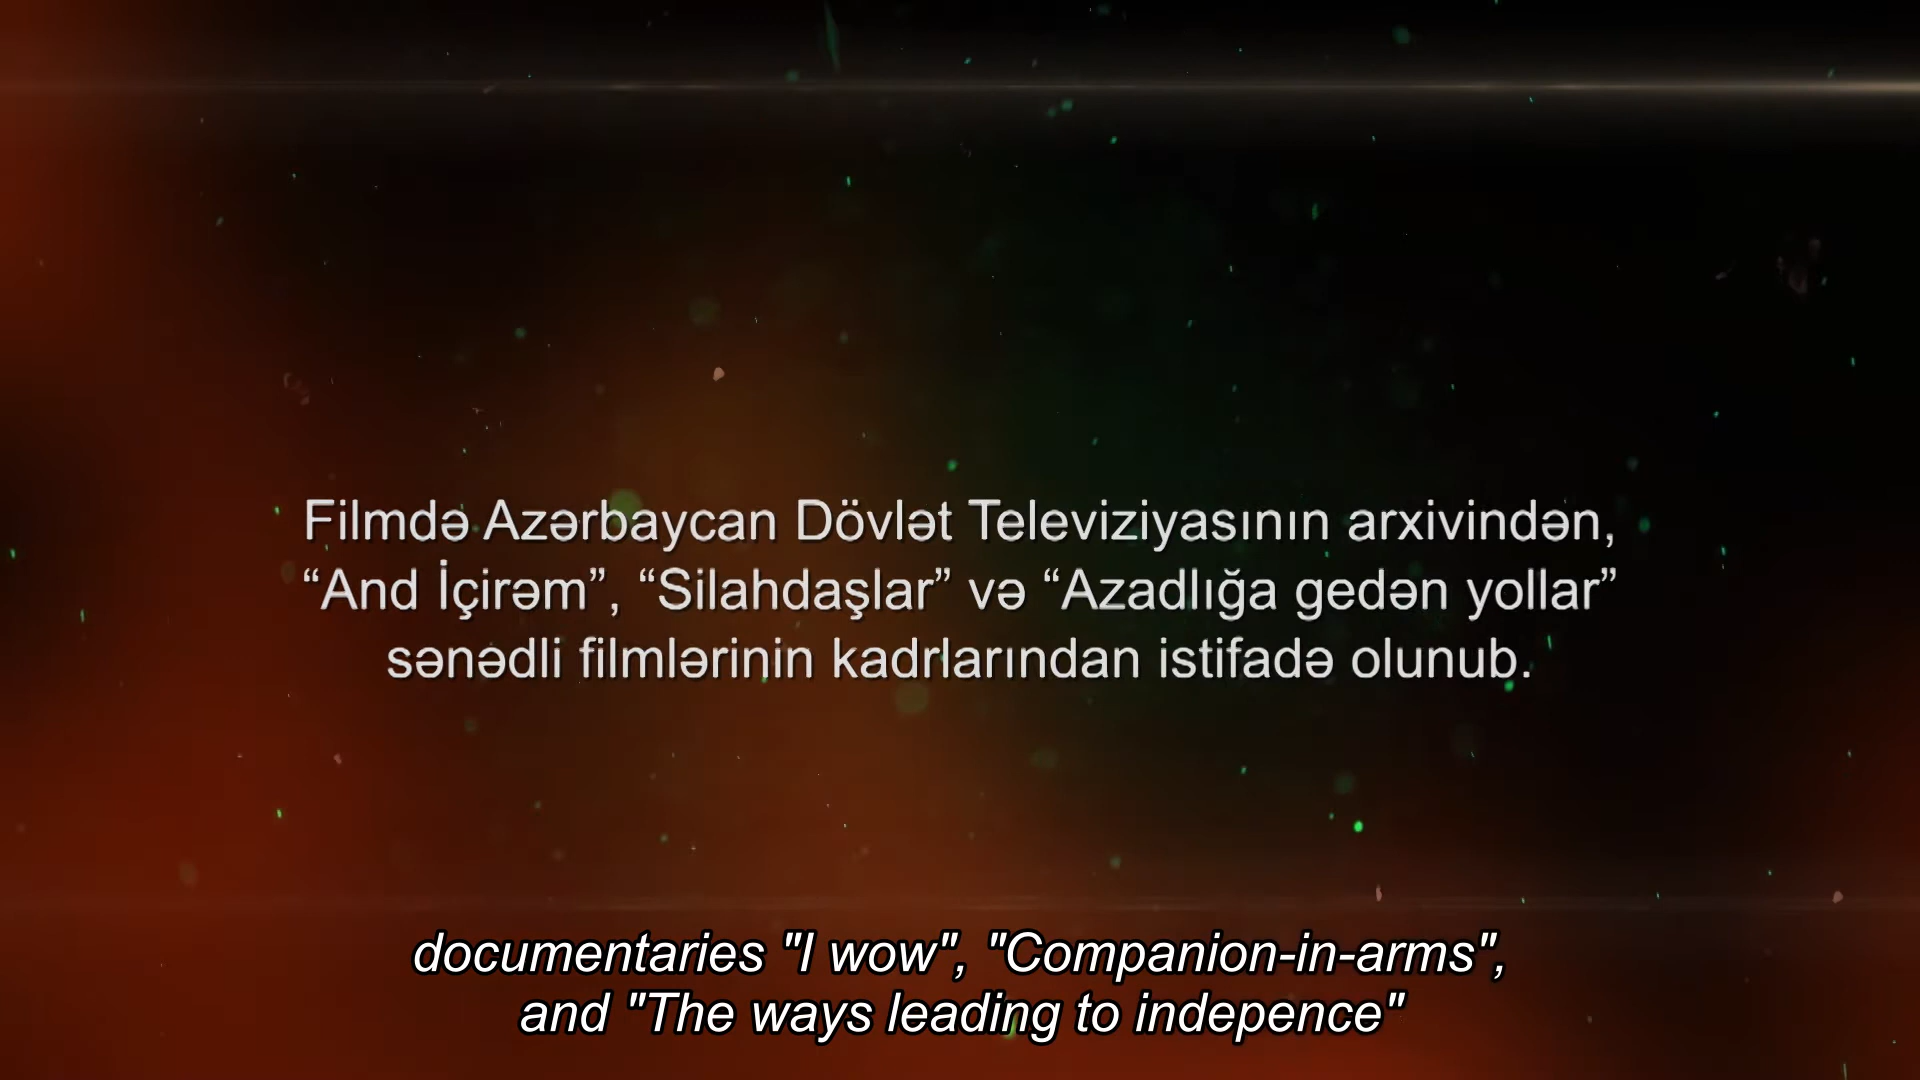 Filmdə Azərbaycan Dövlət Televiziyasının arxivindən,
“And İçirəm”, “Silahdaşlar” və “Azadlığa gedən yollar”
sənədli filmlərinin kadrlarından istifadə olunub.
documentaries "I wow", "Companion-in-arms",
and "The ways leading to indepence"